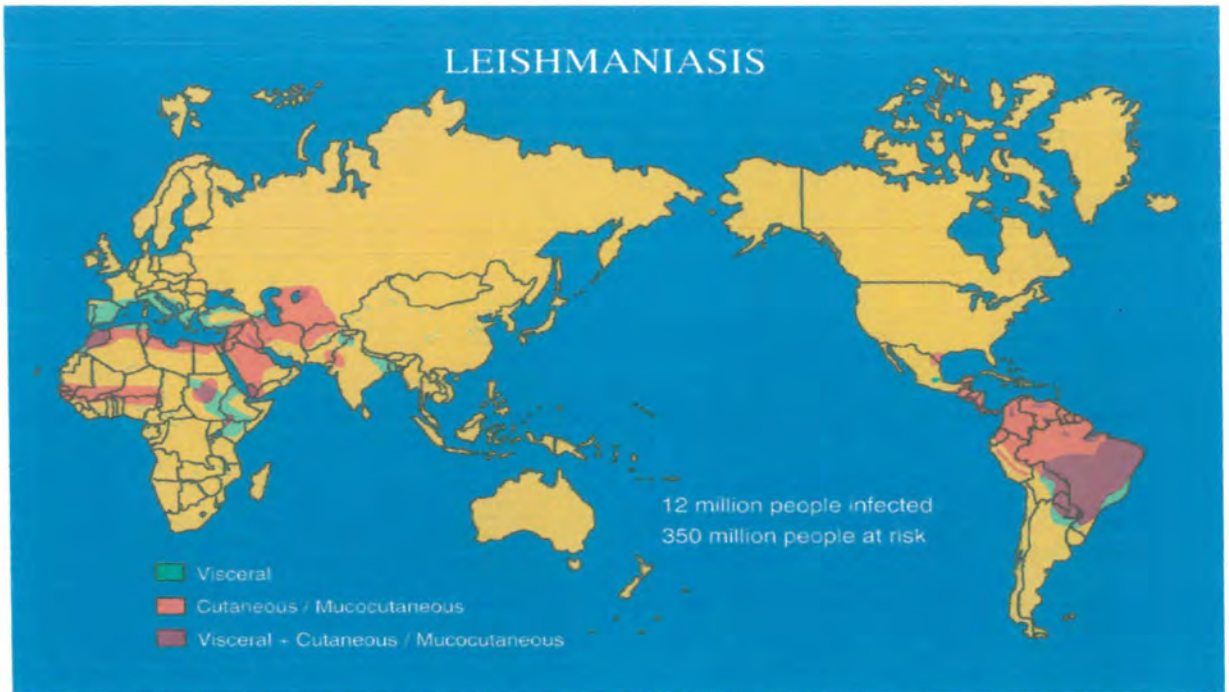 LEISHMANIASIS
12 million people infected
350 million people at risk
Visceral
Cutaneous / Mucocutaneous
Visceral + Cutaneous / Mucocutaneous